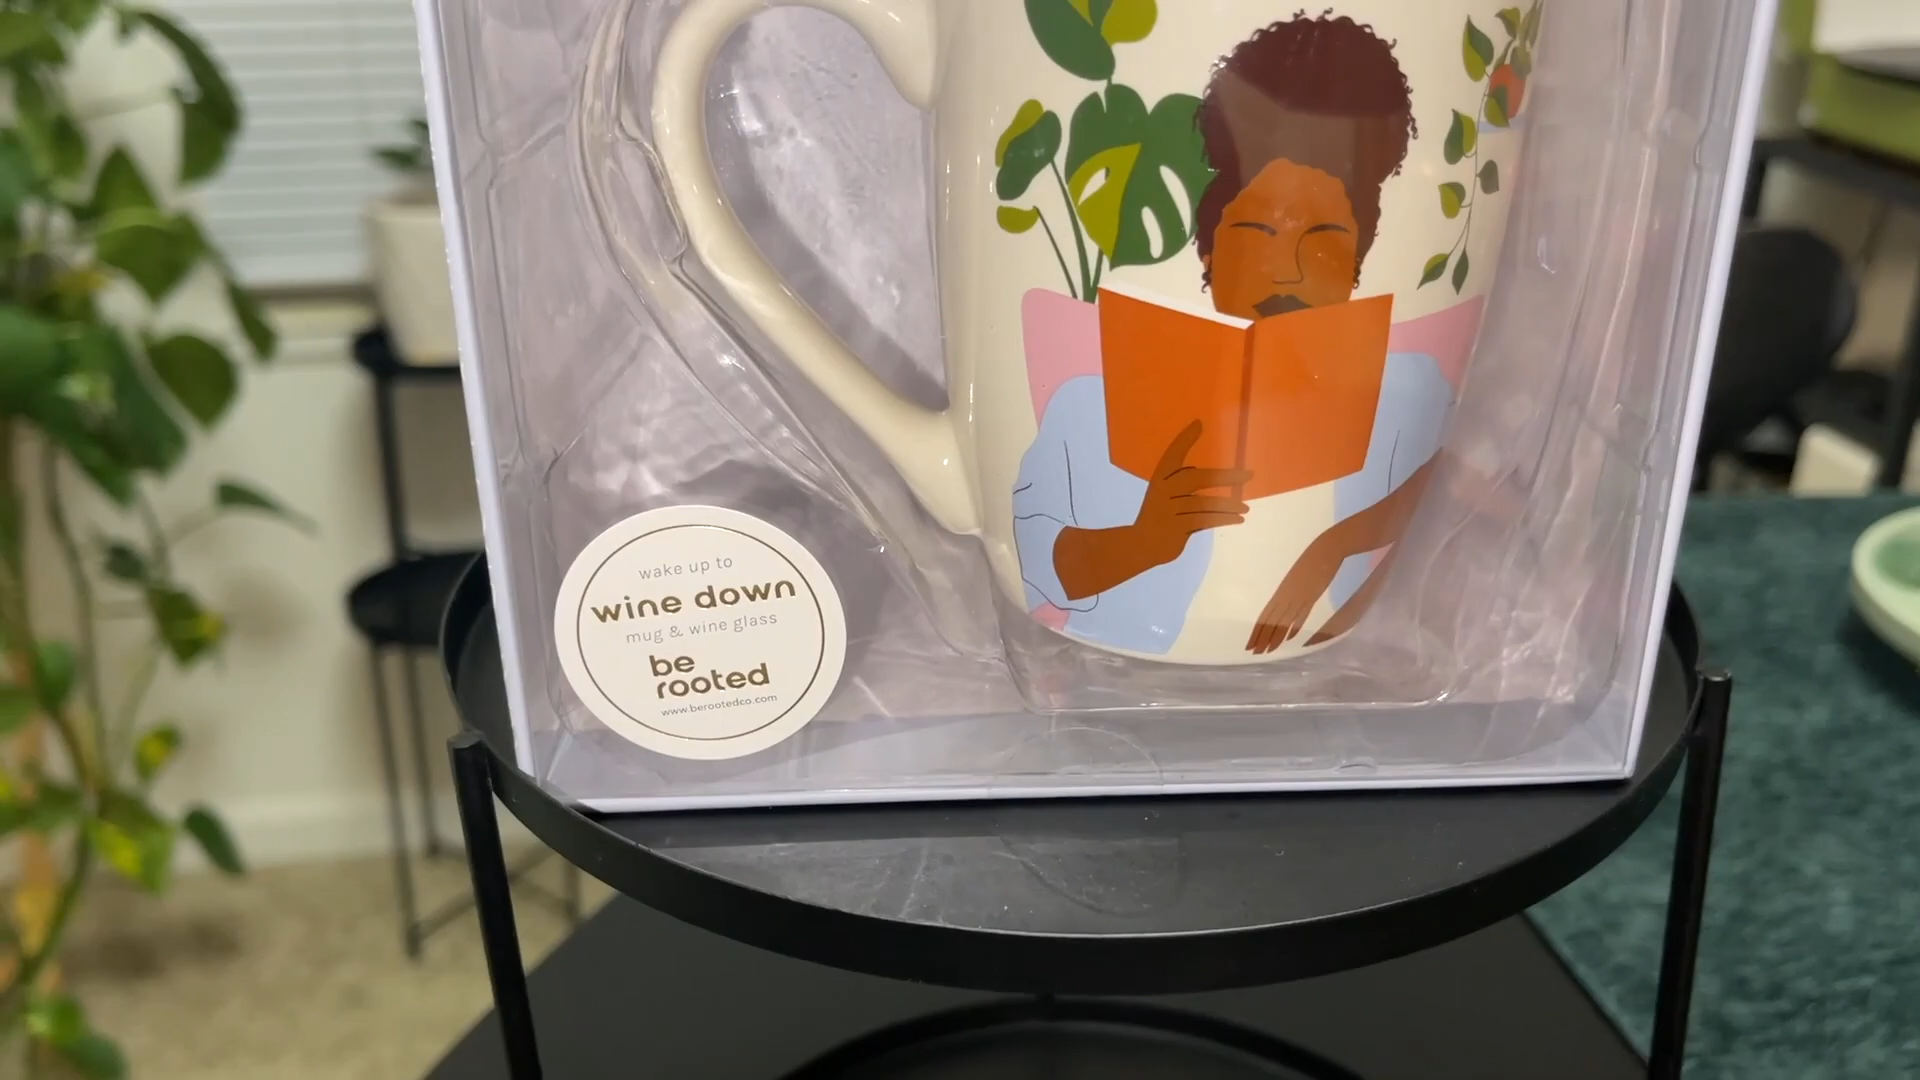 wake up to
wine down
mug & wine glass
be
rooted
www.berootedco.com